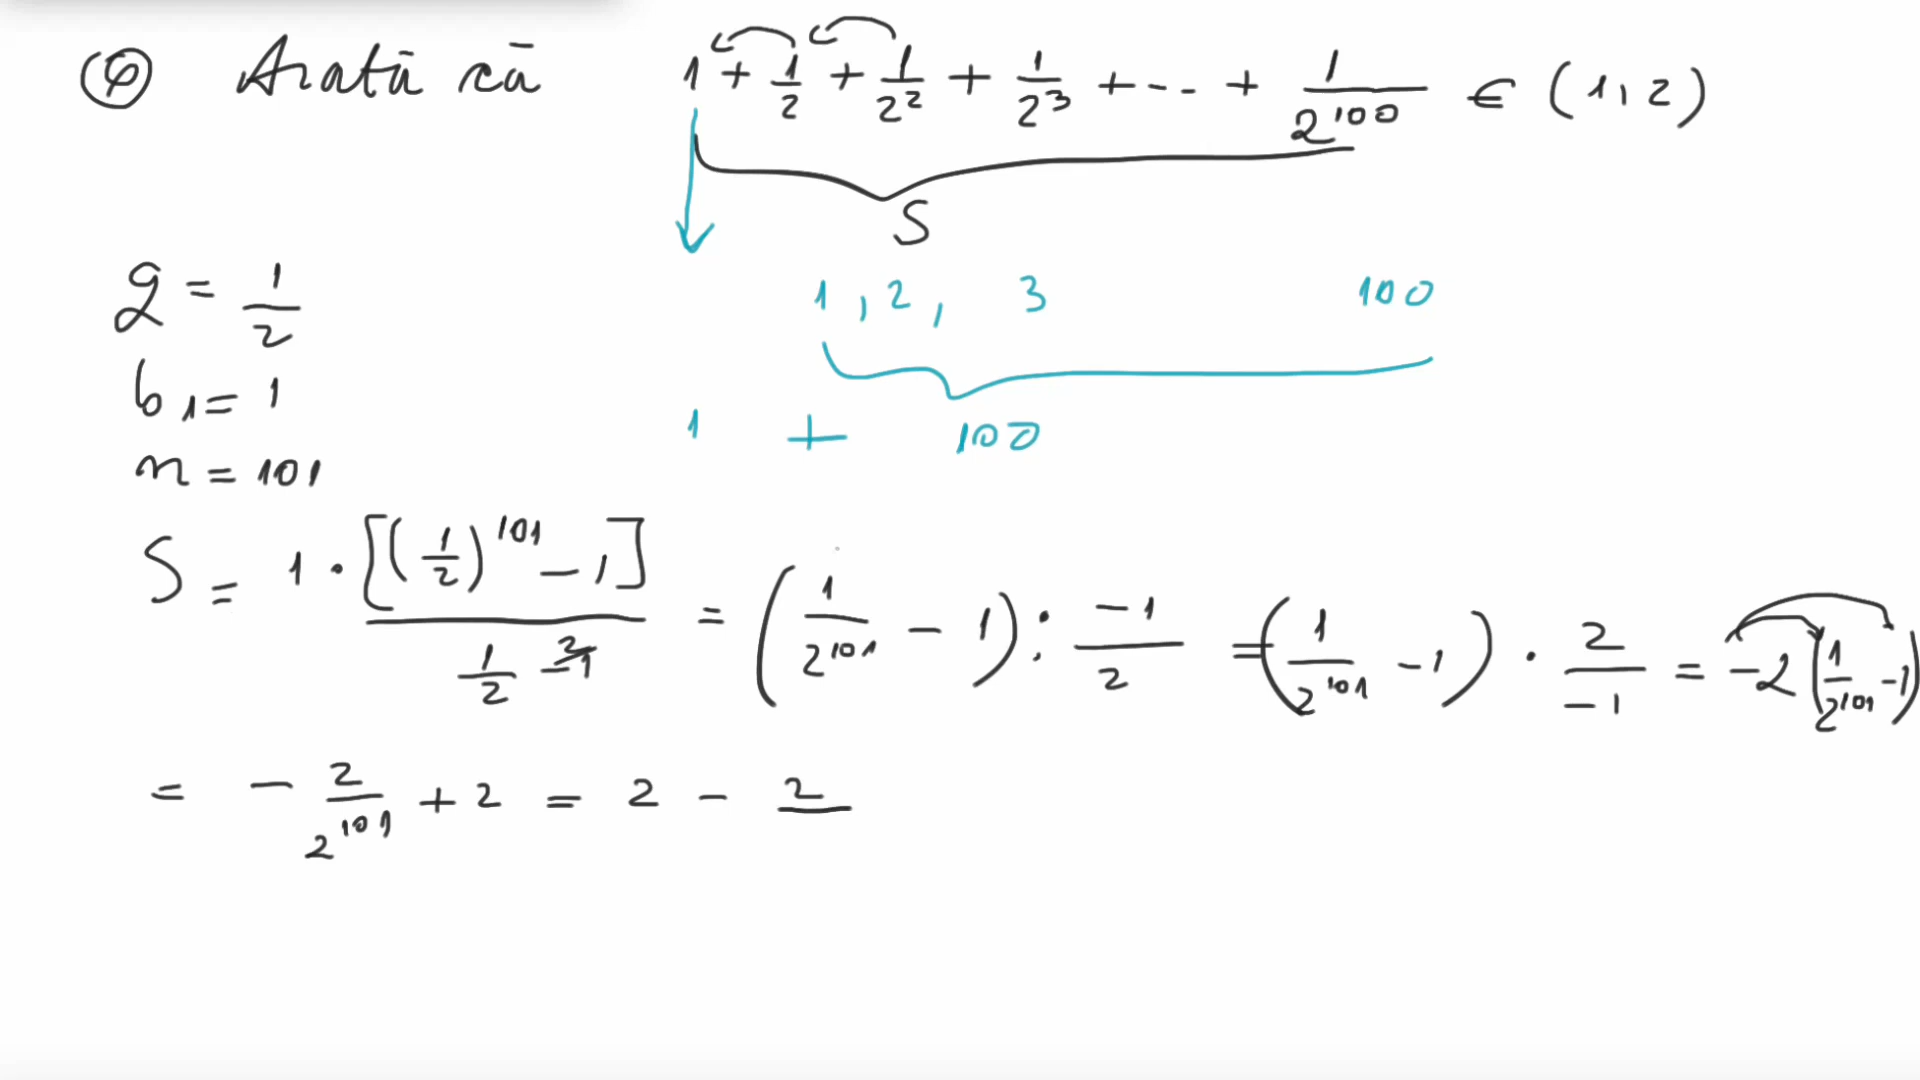 ⑥ Arată că 1 + 1/2 + 1/2² + 1/2³ + ... + 1/2¹⁰⁰ ∈ (1, 2)
S
q = 1/2
1, 2, 3 100
b₁ = 1
1 + 100
n = 101
S = 1 · [(1/2)¹⁰¹ - 1] / (1/2 - 1) = (1/2¹⁰¹ - 1) : -1/2 = (1/2¹⁰¹ - 1) · 2/-1 = -2(1/2¹⁰¹ - 1)
= - 2/2¹⁰¹ + 2 = 2 - 2/